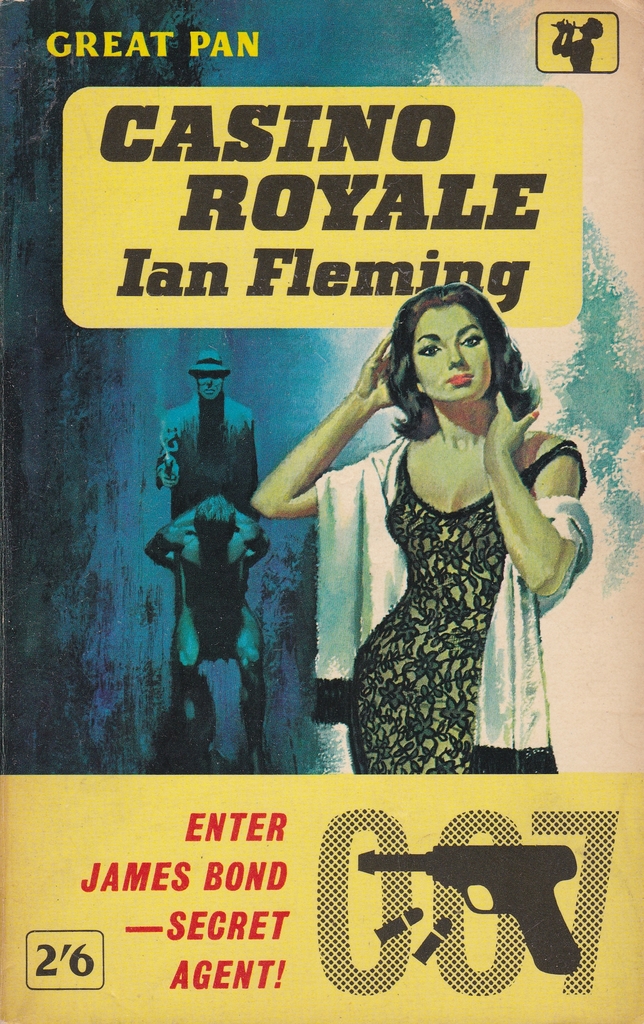 GREAT PAN
CASINO
ROYALE
Ian Fleming
ENTER
JAMES BOND
—SECRET
AGENT!
007
2'6